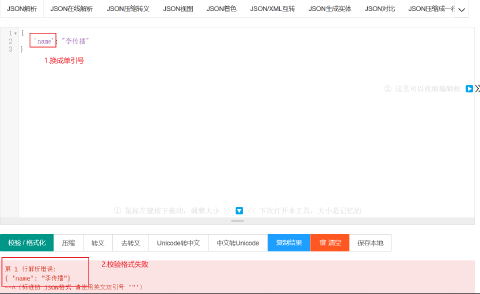 JSON解析 JSON在线解析 JSON压缩转义 JSON视图 JSON着色 JSON/XML互转 JSON生成实体 JSON对比 JSON压缩成一行
1 {
2 'name': "李传播"
3 }
1.换成单引号
校验 / 格式化 压缩 转义 去转义 Unicode转中文 中文转Unicode 复制结果 清空 保存本地
2.校验格式失败
第 1 行解析错误:
{ 'name': "李传播"}